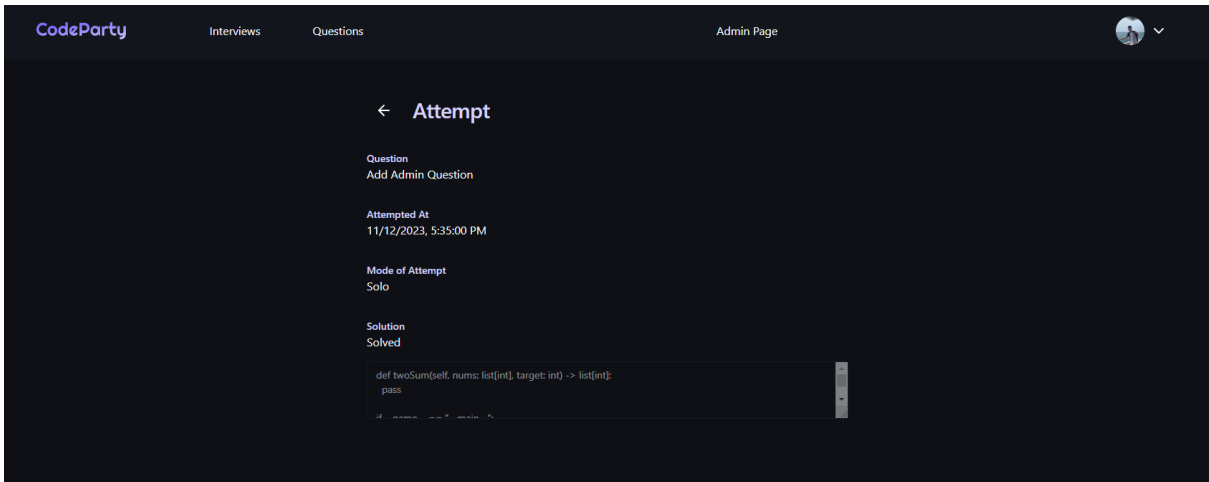 CodeParty
Interviews
Questions
Admin Page
← Attempt
Question
Add Admin Question
Attempted At
11/12/2023, 5:35:00 PM
Mode of Attempt
Solo
Solution
Solved
def twoSum(self, nums: list[int], target: int) -> list[int]:
pass